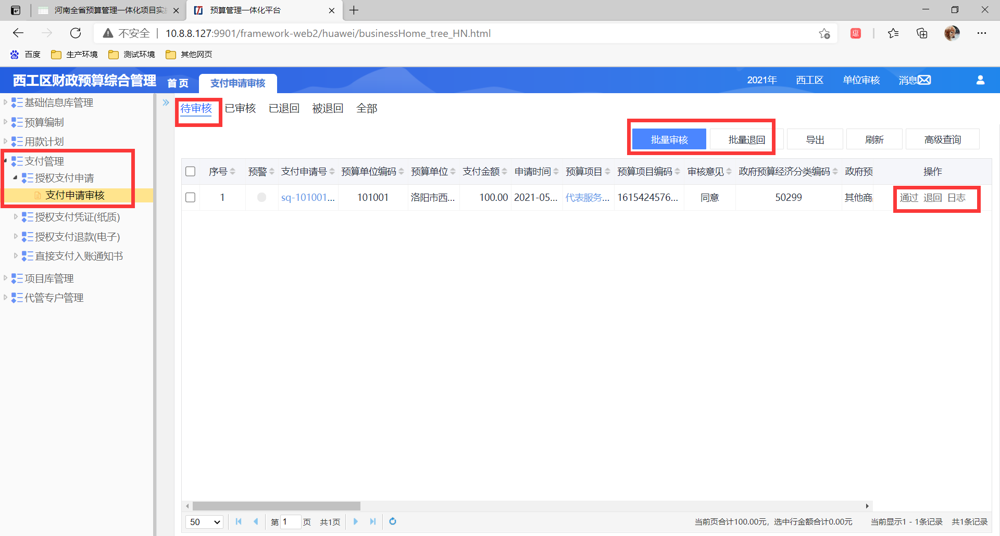 河南全省预算管理一体化项目实施
预算管理一体化平台
不安全 10.8.8.127:9901/framework-web2/huawei/businessHome_tree_HN.html
惠
百度 生产环境 测试环境 其他网页
西工区财政预算综合管理 首页 支付申请审核 2021年 西工区 单位审核 消息
基础信息库管理
预算编制
用款计划
支付管理
授权支付申请
支付申请审核
授权支付凭证(纸质)
授权支付退款(电子)
直接支付入账通知书
项目库管理
代管专户管理
待审核 已审核 已退回 被退回 全部
批量审核 批量退回 导出 刷新 高级查询
序号 预警 支付申请号 预算单位编码 预算单位 支付金额 申请时间 预算项目 预算项目编码 审核意见 政府预算经济分类编码 政府预 操作
1 sq-101001... 101001 洛阳市西... 100.00 2021-05... 代表服务... 1615424576... 同意 50299 其他商 通过 退回 日志
50 第 1 页 共1页 当前页合计100.00元，选中行金额合计0.00元 当前显示1 - 1条记录 共1条记录